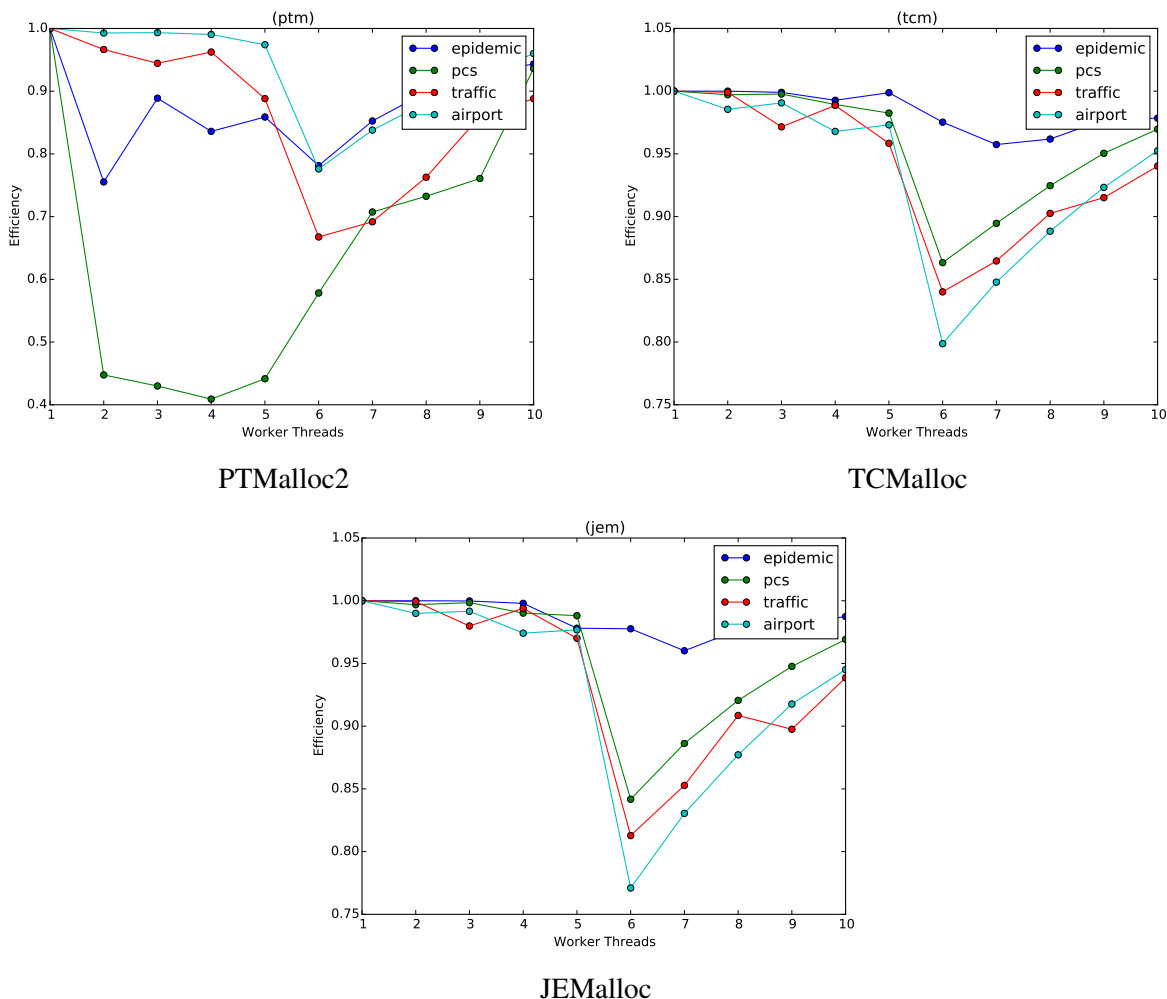 (ptm)
1.0
0.9
0.8
0.7
0.6
0.5
0.4
Efficiency
epidemic
pcs
traffic
airport
1 2 3 4 5 6 7 8 9 10
Worker Threads
PTMalloc2
(tcm)
1.05
1.00
0.95
0.90
0.85
0.80
0.75
Efficiency
epidemic
pcs
traffic
airport
1 2 3 4 5 6 7 8 9 10
Worker Threads
TCMalloc
(jem)
1.05
1.00
0.95
0.90
0.85
0.80
0.75
Efficiency
epidemic
pcs
traffic
airport
1 2 3 4 5 6 7 8 9 10
Worker Threads
JEMalloc